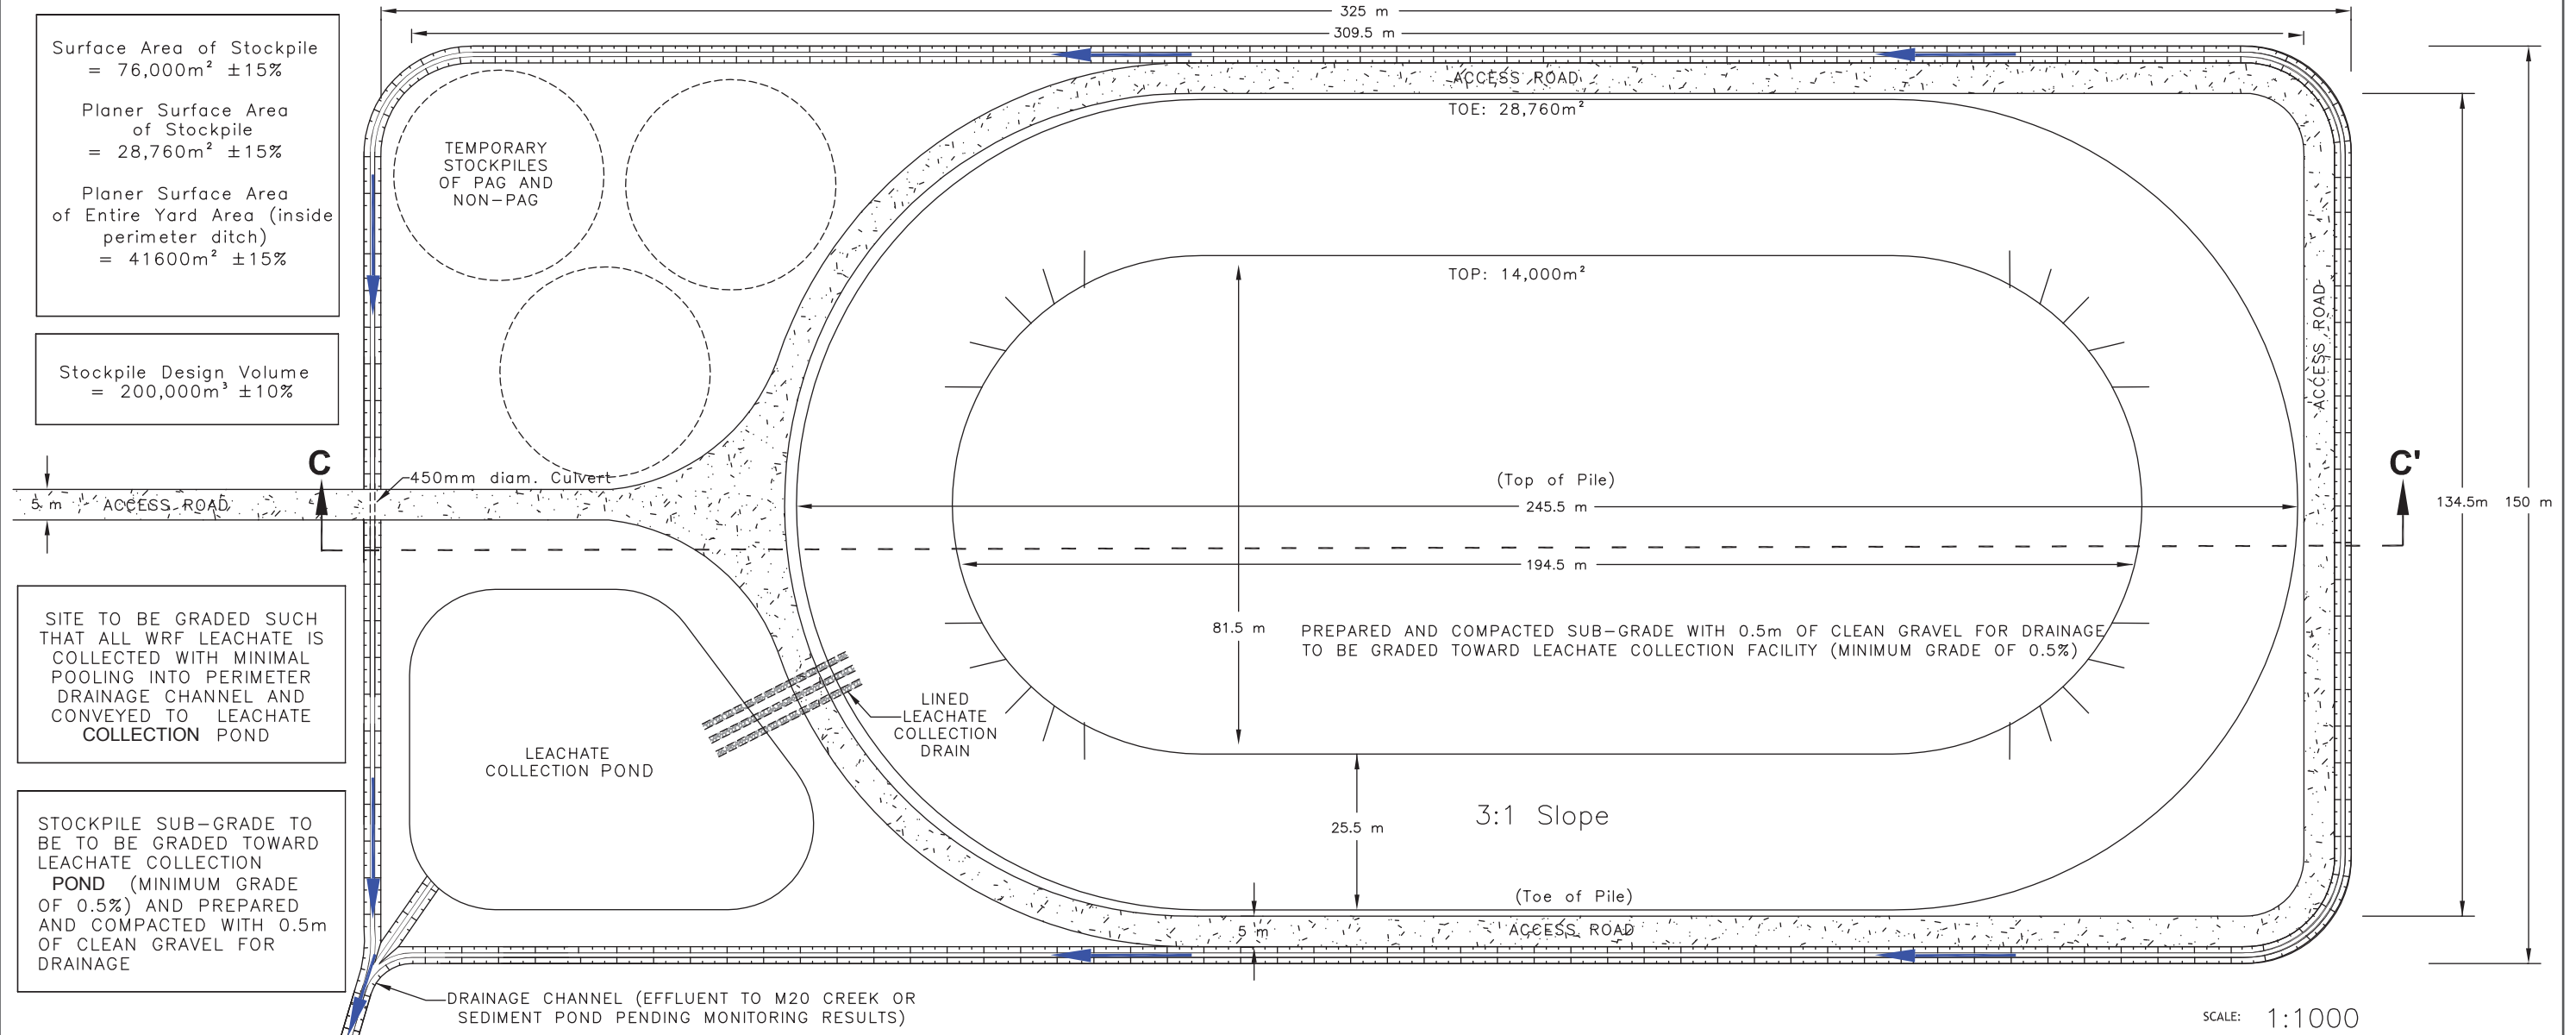 325 m
309.5 m
Surface Area of Stockpile
= 76,000m² ±15%
Planer Surface Area
of Stockpile
= 28,760m² ±15%
Planer Surface Area
of Entire Yard Area (inside
perimeter ditch)
= 41600m² ±15%
Stockpile Design Volume
= 200,000m³ ±10%
TEMPORARY
STOCKPILES
OF PAG AND
NON-PAG
ACCESS ROAD
TOE: 28,760m²
TOP: 14,000m²
ACCESS ROAD
C
450mm diam. Culvert
5 m
ACCESS ROAD
(Top of Pile)
245.5 m
194.5 m
C'
134.5m
150 m
81.5 m
PREPARED AND COMPACTED SUB-GRADE WITH 0.5m OF CLEAN GRAVEL FOR DRAINAGE
TO BE GRADED TOWARD LEACHATE COLLECTION FACILITY (MINIMUM GRADE OF 0.5%)
SITE TO BE GRADED SUCH
THAT ALL WRF LEACHATE IS
COLLECTED WITH MINIMAL
POOLING INTO PERIMETER
DRAINAGE CHANNEL AND
CONVEYED TO LEACHATE
COLLECTION POND
LINED
LEACHATE
COLLECTION
DRAIN
LEACHATE
COLLECTION POND
STOCKPILE SUB-GRADE TO
BE TO BE GRADED TOWARD
LEACHATE COLLECTION
POND (MINIMUM GRADE
OF 0.5%) AND PREPARED
AND COMPACTED WITH 0.5m
OF CLEAN GRAVEL FOR
DRAINAGE
25.5 m
3:1 Slope
(Toe of Pile)
5 m
ACCESS ROAD
DRAINAGE CHANNEL (EFFLUENT TO M20 CREEK OR
SEDIMENT POND PENDING MONITORING RESULTS)
SCALE: 1:1000